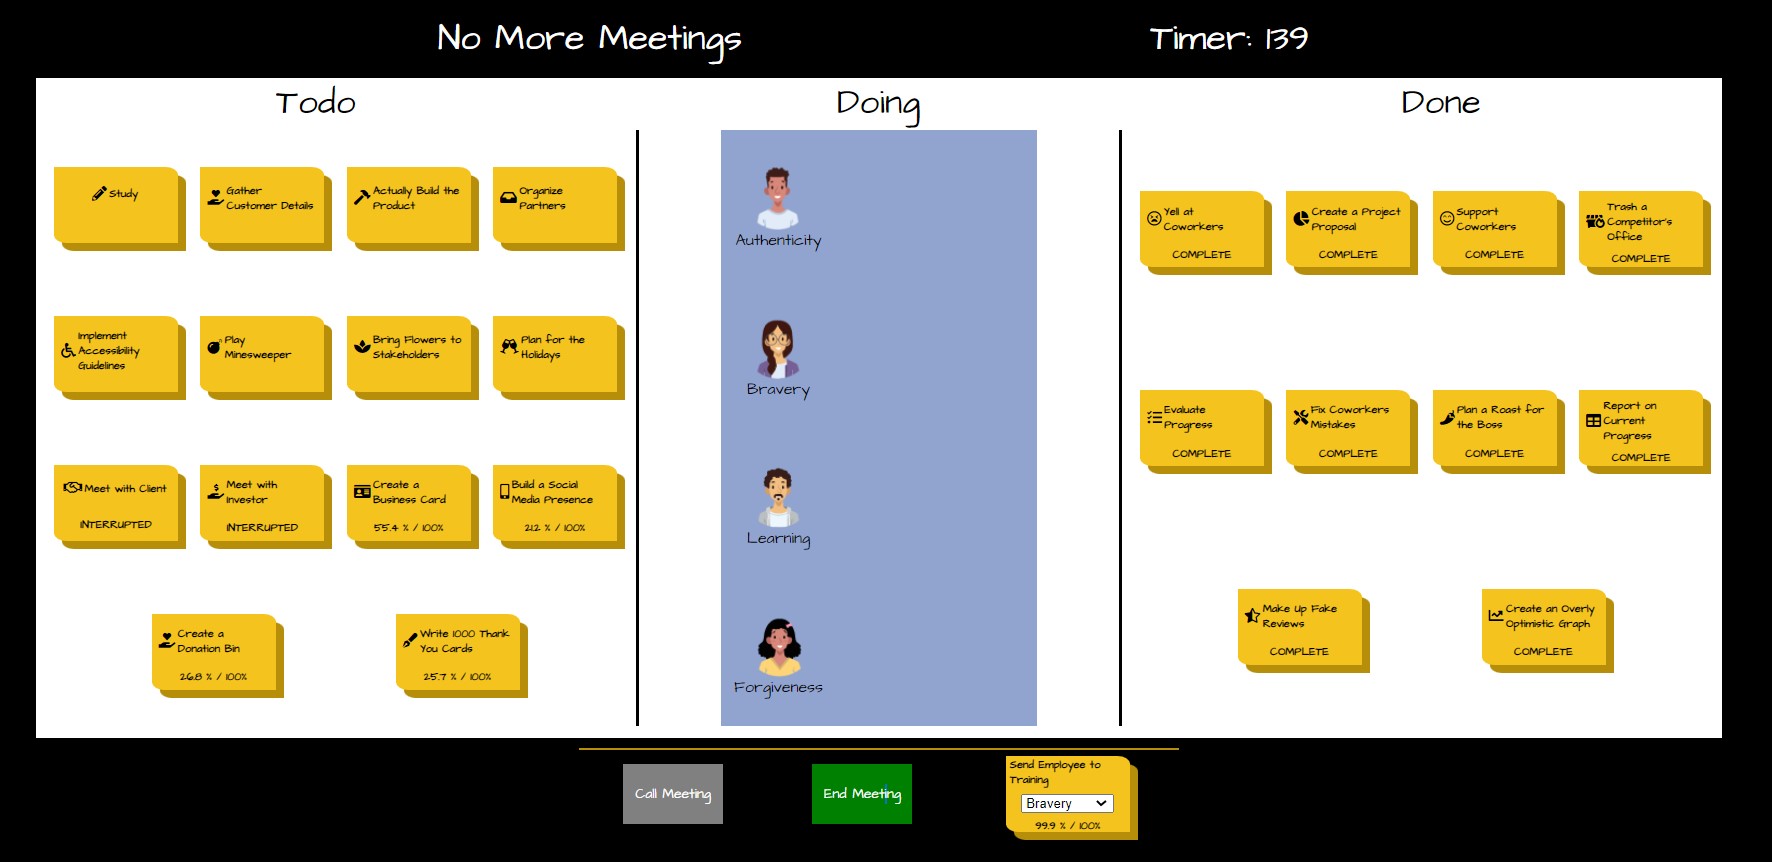 No More Meetings
Timer: 139
Todo
Doing
Done
Study
Gather
Customer Details
Actually Build the
Product
Organize
Partners
Implement
Accessibility
Guidelines
Play
Minesweeper
Bring Flowers to
Stakeholders
Plan for the
Holidays
Meet with Client
INTERRUPTED
Meet with
Investor
INTERRUPTED
Create a
Business Card
55.4 % / 100%
Build a Social
Media Presence
21.2 % / 100%
Create a
Donation Bin
26.8 % / 100%
Write 1000 Thank
You Cards
25.7 % / 100%
Authenticity
Bravery
Learning
Forgiveness
Yell at
Coworkers
COMPLETE
Create a Project
Proposal
COMPLETE
Support
Coworkers
COMPLETE
Trash a
Competitor's
Office
COMPLETE
Evaluate
Progress
COMPLETE
Fix Coworkers
Mistakes
COMPLETE
Plan a Roast for
the Boss
COMPLETE
Report on
Current
Progress
COMPLETE
Make Up Fake
Reviews
COMPLETE
Create an Overly
Optimistic Graph
COMPLETE
Call Meeting
End Meeting
Send Employee to
Training
Bravery
99.9 % / 100%